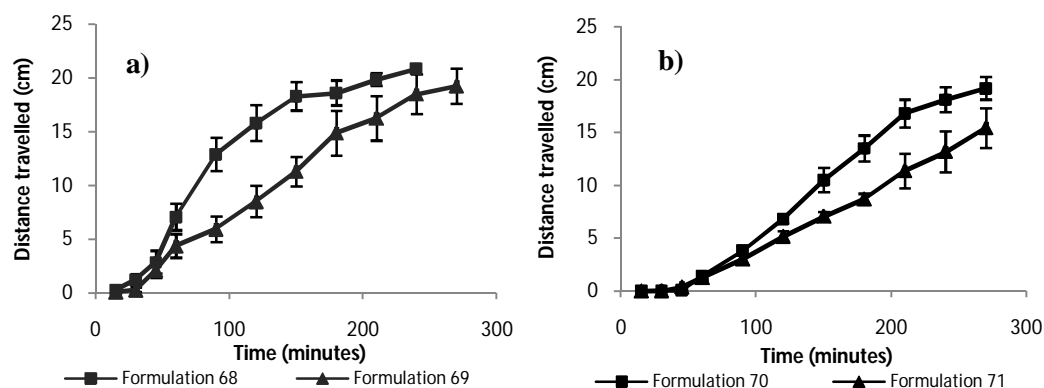 a)
Distance travelled (cm)
25
20
15
10
5
0
0 100 200 300
Time (minutes)
Formulation 68 Formulation 69
b)
Distance travelled (cm)
25
20
15
10
5
0
0 100 200 300
Time (minutes)
Formulation 70 Formulation 71